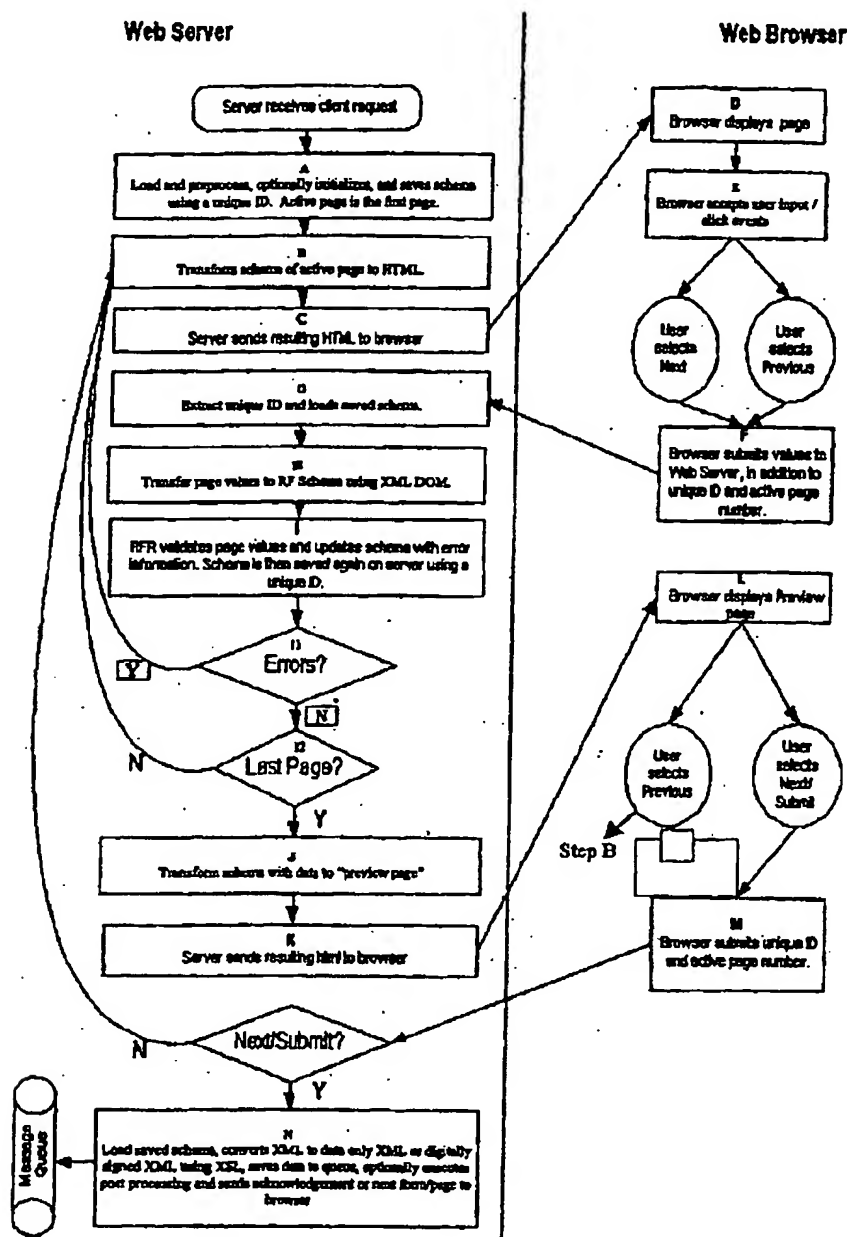 Web Server
Server receives client request
A
Load and preprocess, optionally initializes, and saves schema
using a unique ID. Active page is the first page.
B
Transform schema of active page to HTML.
C
Server sends resulting HTML to browser
G
Extract unique ID and loads saved schema.
H
Transfer page values to RF Schema using XML DOM.
I
RFR validates page values and updates schema with error
information. Schema is then saved again on server using a
unique ID.
I1
Errors?
Y
N
I2
Last Page?
N
Y
J
Transform schema with data to "preview page"
K
Server sends resulting html to browser
Next/Submit?
N
Y
N
Load saved schema, converts XML to data only XML or digitally
signed XML using XSL, saves data to queue, optionally executes
post processing and sends acknowledgement or next form/page to
browser
Message
Queue
Web Browser
D
Browser displays page
E
Browser accepts user input /
click events
User
selects
Next
User
selects
Previous
F
Browser submits values to
Web Server, in addition to
unique ID and active page
number.
L
Browser displays Preview
page
User
selects
Previous
User
selects
Next/
Submit
Step B
M
Browser submits unique ID
and active page number.